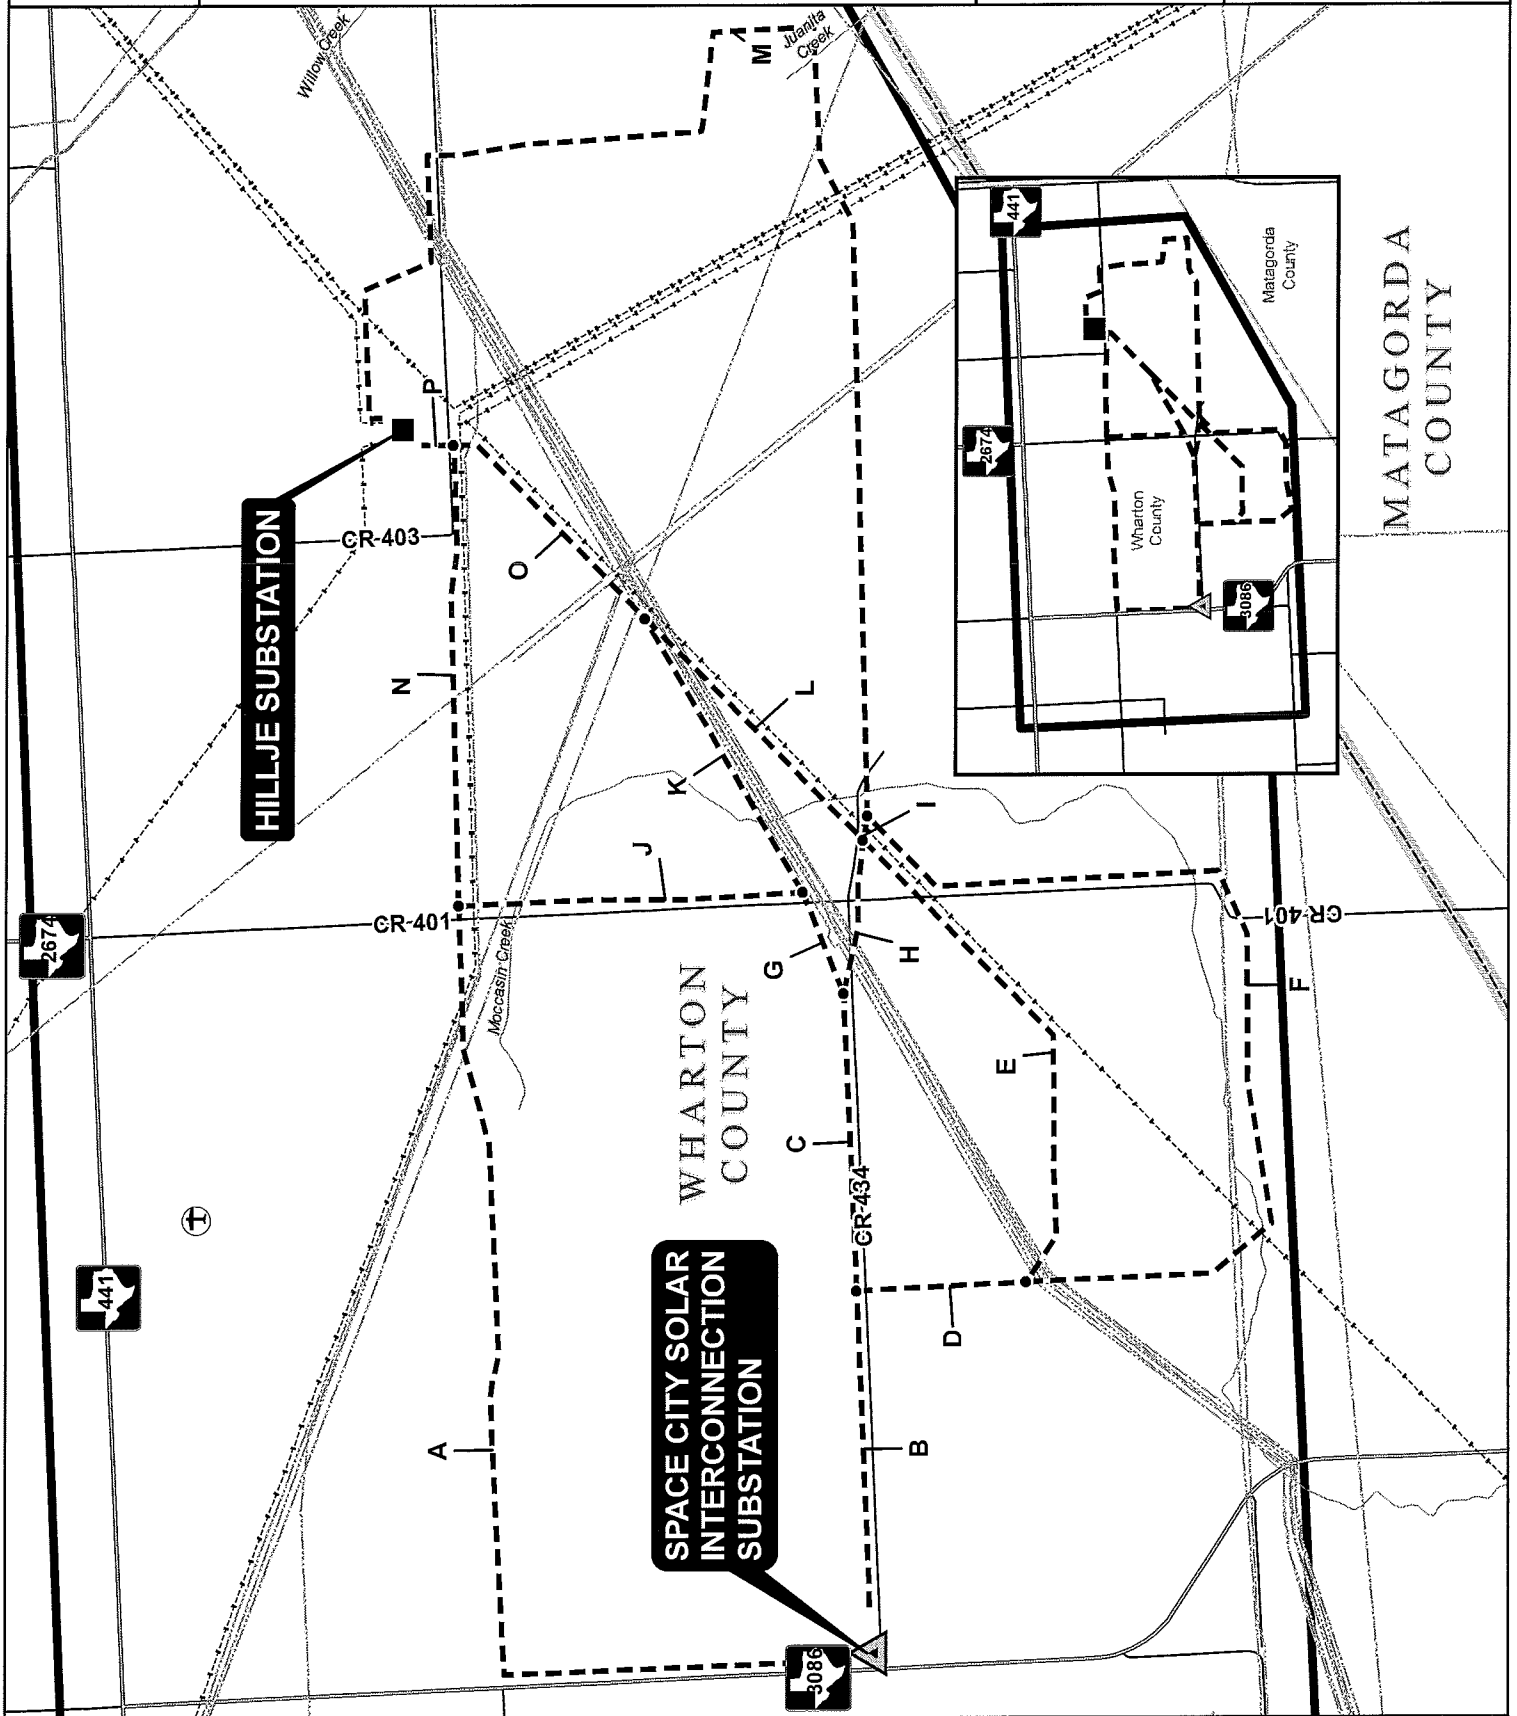 Willow Creek
Juanita
Creek
M
P
HILLJE SUBSTATION
CR-403
O
N
L
K
I
J
CR-401
Moccasin Creek
G
H
2674
441
WHARTON
COUNTY
E
F
CR-401
C
CR-434
D
SPACE CITY SOLAR
INTERCONNECTION
SUBSTATION
A
B
3086
MATAGORDA
COUNTY
441
2674
3086
Matagorda
County
Wharton
County